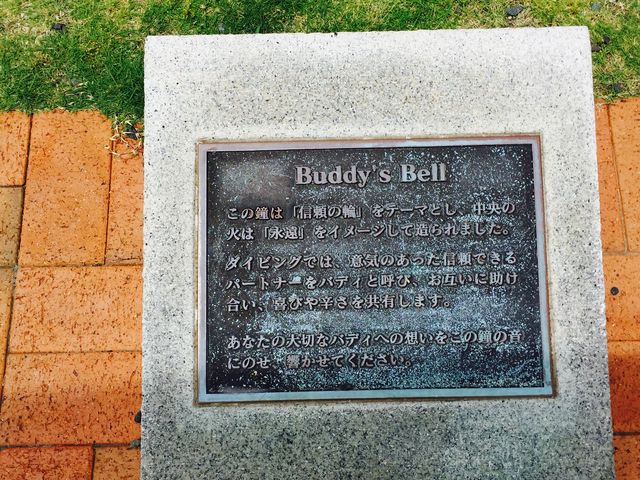 Buddy's Bell
この鐘は『信頼の輪』をテーマとし、中央の
火は『永遠』をイメージして造られました。
ダイビングでは、意気のあった信頼できる
パートナーをバディと呼び、お互いに助け
合い、喜びや辛さを共有します。
あなたの大切なバディへの想いをこの鐘の音
にのせ、響かせてください。